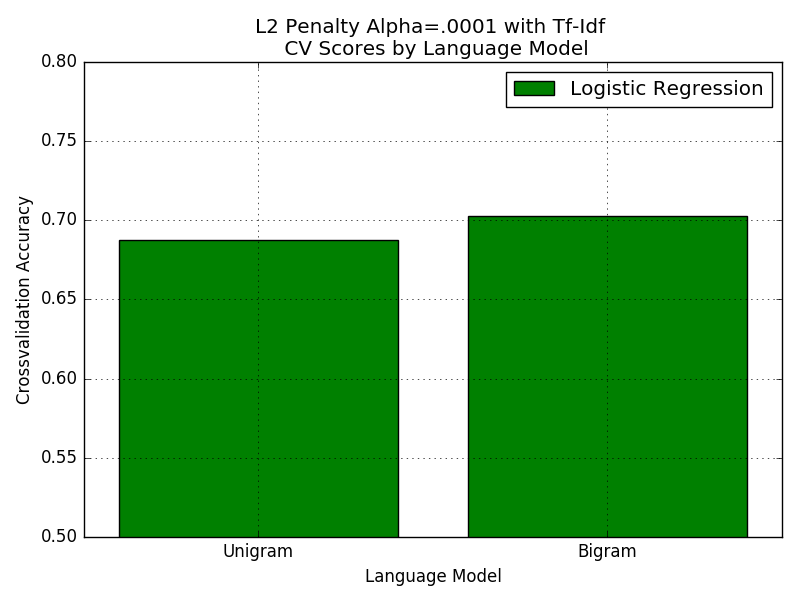 L2 Penalty Alpha=.0001 with Tf-Idf
CV Scores by Language Model
Logistic Regression
Crossvalidation Accuracy
0.80
0.75
0.70
0.65
0.60
0.55
0.50
Unigram
Bigram
Language Model